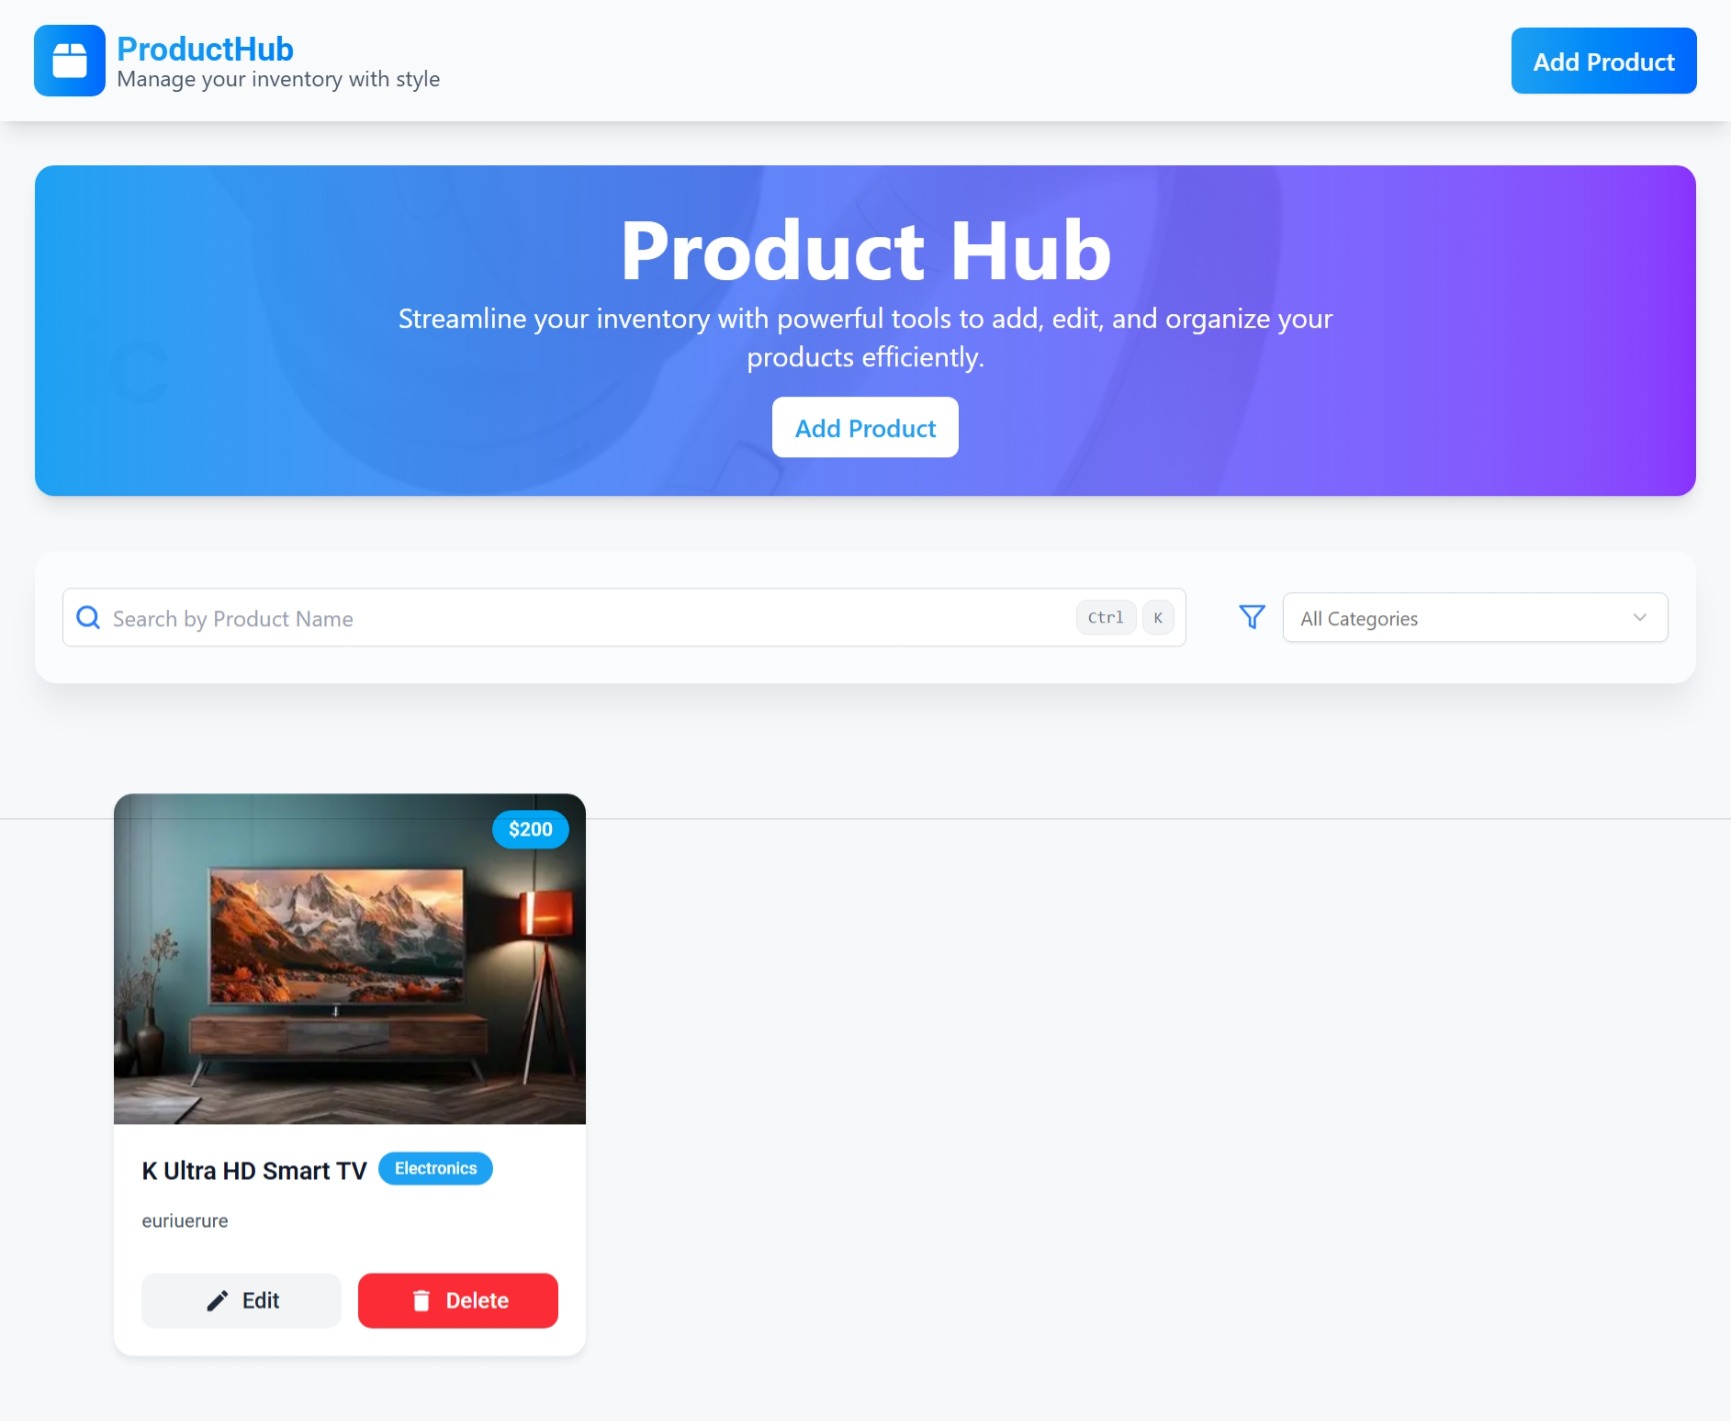 ProductHub
Manage your inventory with style
Add Product
Product Hub
Streamline your inventory with powerful tools to add, edit, and organize your
products efficiently.
ic
Add Product
Search by Product Name
Ctrl K
All Categories
$200
K Ultra HD Smart TV
Electronics
euriuerure
Edit
Delete